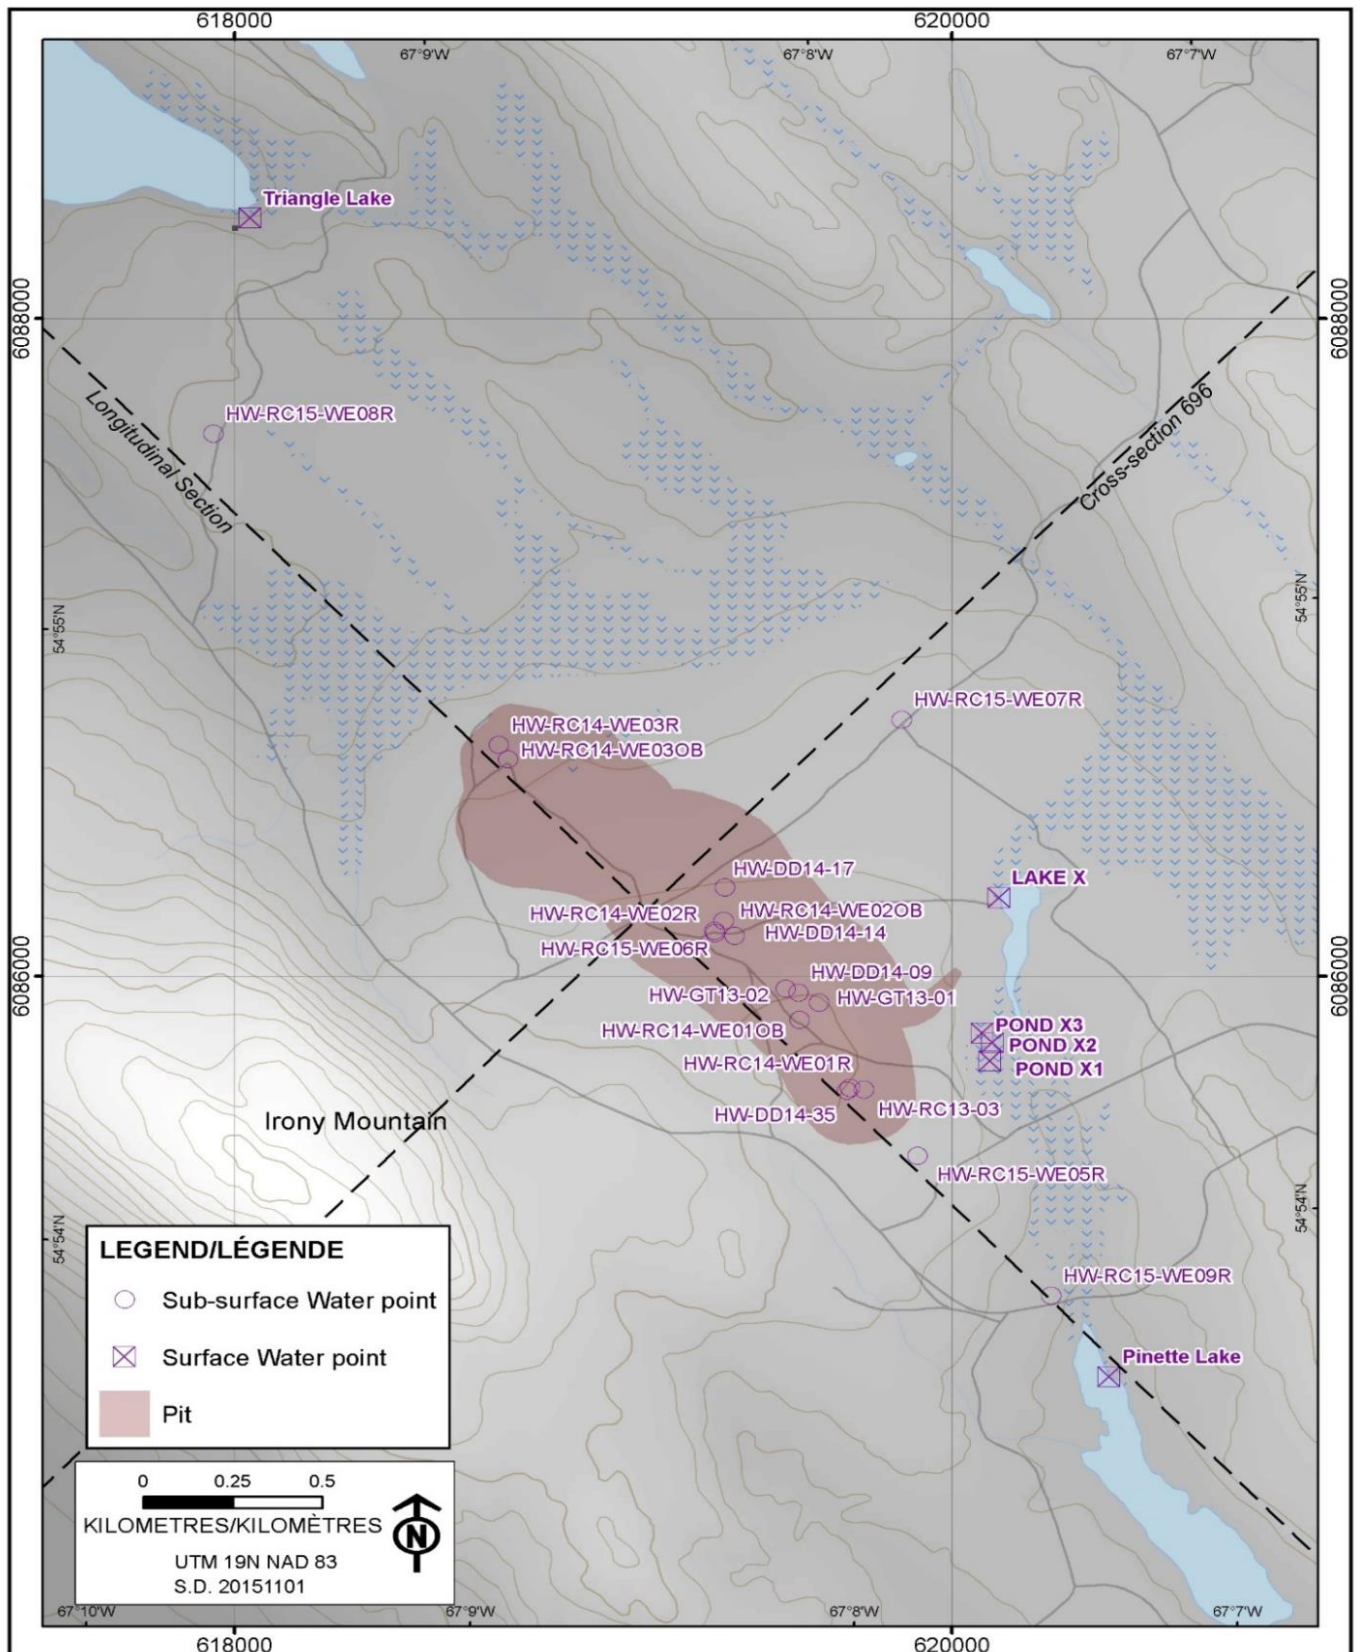 618000
620000
67°9'W
67°8'W
67°7'W
Triangle Lake
6088000
6088000
Longitudinal Section
HW-RC15-WE08R
Cross-section 696
54°55'N
54°55'N
HW-RC15-WE07R
HW-RC14-WE03R
HW-RC14-WE03OB
HW-DD14-17
LAKE X
HW-RC14-WE02R
HW-RC14-WE02OB
HW-DD14-14
HW-RC15-WE06R
6086000
6086000
HW-DD14-09
HW-GT13-02
HW-GT13-01
HW-RC14-WE01OB
POND X3
POND X2
HW-RC14-WE01R
POND X1
HW-DD14-35
HW-RC13-03
Irony Mountain
HW-RC15-WE05R
54°54'N
54°54'N
HW-RC15-WE09R
Pinette Lake
LEGEND/LÉGENDE
Sub-surface Water point
Surface Water point
Pit
0 0.25 0.5
KILOMETRES/KILOMÈTRES
N
UTM 19N NAD 83
S.D. 20151101
67°10'W
67°9'W
67°8'W
67°7'W
618000
620000